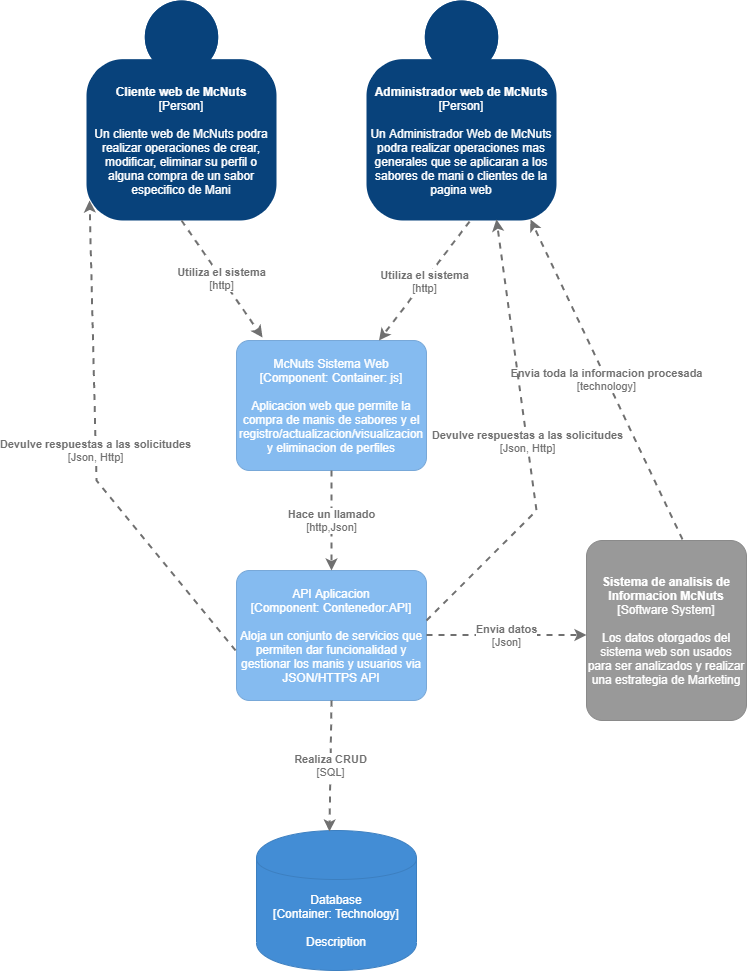 Cliente web de McNuts
[Person]
Un cliente web de McNuts podra
realizar operaciones de crear,
modificar, eliminar su perfil o
alguna compra de un sabor
especifico de Mani
Administrador web de McNuts
[Person]
Un Administrador Web de McNuts
podra realizar operaciones mas
generales que se aplicaran a los
sabores de mani o clientes de la
pagina web
Utiliza el sistema
[http]
Utiliza el sistema
[http]
McNuts Sistema Web
[Component: Container: js]
Aplicacion web que permite la
compra de manis de sabores y el
registro/actualizacion/visualizacion
y eliminacion de perfiles
Envia toda la informacion procesada
[technology]
Devulve respuestas a las solicitudes
[Json, Http]
Devulve respuestas a las solicitudes
[Json, Http]
Hace un llamado
[http,Json]
API Aplicacion
[Component: Contenedor:API]
Aloja un conjunto de servicios que
permiten dar funcionalidad y
gestionar los manis y usuarios via
JSON/HTTPS API
Envia datos
[Json]
Sistema de analisis de
Informacion McNuts
[Software System]
Los datos otorgados del
sistema web son usados
para ser analizados y realizar
una estrategia de Marketing
Realiza CRUD
[SQL]
Database
[Container: Technology]
Description